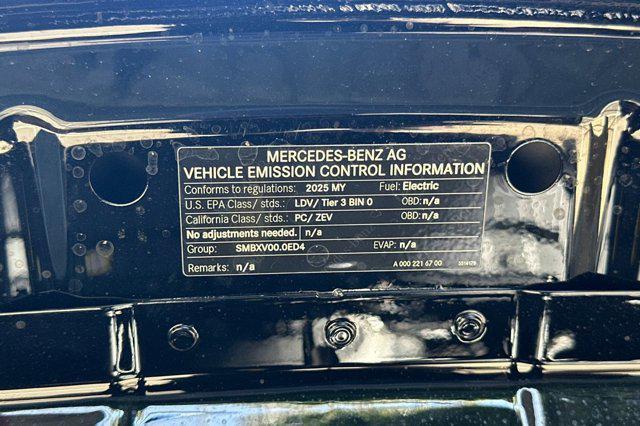 MERCEDES-BENZ AG
VEHICLE EMISSION CONTROL INFORMATION
Conforms to regulations: 2025 MY Fuel: Electric
U.S. EPA Class/ stds.: LDV/ Tier 3 BIN 0 OBD: n/a
California Class/ stds.: PC/ ZEV OBD: n/a
No adjustments needed. n/a
Group: SMBXV00.0ED4 EVAP: n/a
Remarks: n/a A 000 221 67 00